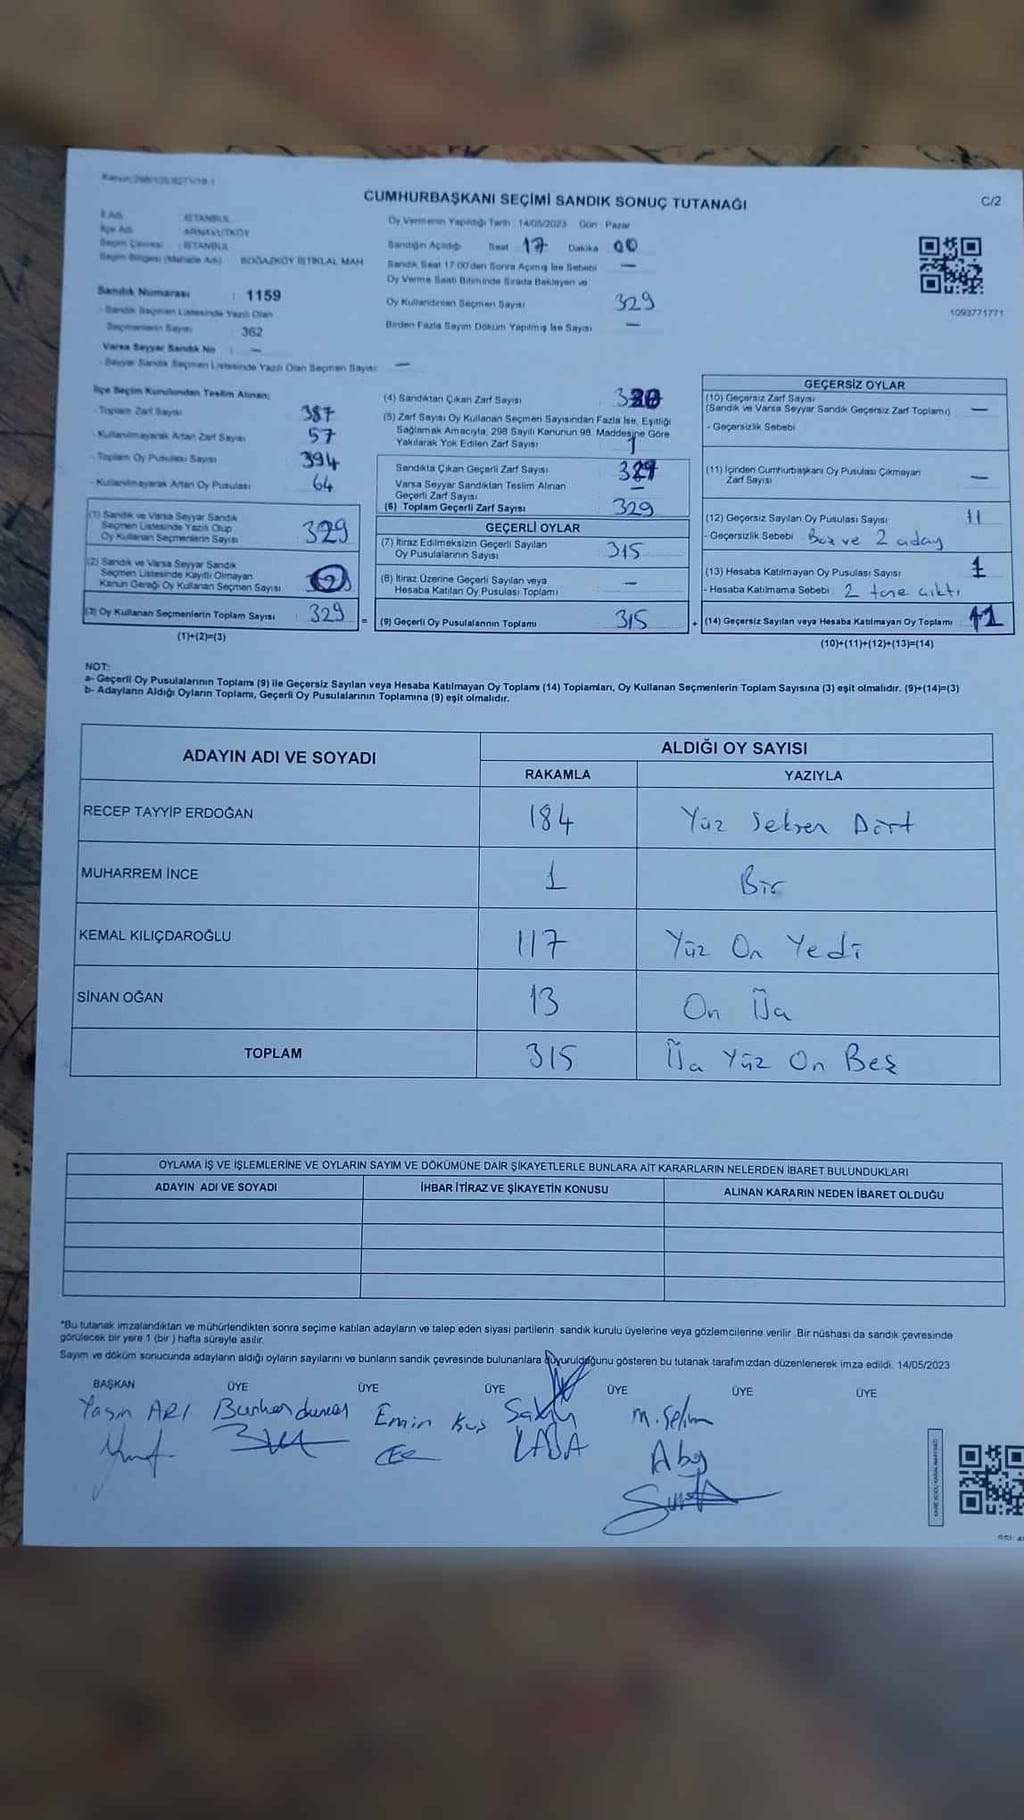 CUMHURBAŞKANI SEÇİMİ SANDIK SONUÇ TUTANAĞI
C/2
İli Adı : İSTANBUL
İlçe Adı : ARNAVUTKÖY
Seçim Çevresi : İSTANBUL
Seçim Bölgesi (Mahalle Adı) : BOĞAZKÖY İSTİKLAL MAH
Sandık Numarası : 1159
- Sandık Seçmen Listesinde Yazılı Olan
Seçmenlerin Sayısı : 362
Varsa Seyyar Sandık No : —
- Seyyar Sandık Seçmen Listesinde Yazılı Olan Seçmen Sayısı: —
Oy Vermenin Yapıldığı Tarih : 14/05/2023 Gün : Pazar
Sandığın Açıldığı Saat 17 Dakika 00
Sandık Saat 17:00'den Sonra Açılmış İse Sebebi —
Oy Verme Saati Bitiminde Sırada Bekleyen ve
Oy Kullandırılan Seçmen Sayısı 329
Birden Fazla Sayım Döküm Yapılmış İse Sayısı —
1093771771
İlçe Seçim Kurulundan Teslim Alınan;
- Toplam Zarf Sayısı 387
- Kullanılmayarak Artan Zarf Sayısı 57
- Toplam Oy Pusulası Sayısı 394
- Kullanılmayarak Artan Oy Pusulası 64
(1) Sandık ve Varsa Seyyar Sandık
Seçmen Listesinde Yazılı Olup
Oy Kullanan Seçmenlerin Sayısı 329
(2) Sandık ve Varsa Seyyar Sandık
Seçmen Listesinde Kayıtlı Olmayan
Kanun Gereği Oy Kullanan Seçmen Sayısı
(3) Oy Kullanan Seçmenlerin Toplam Sayısı 329 =
(1)+(2)=(3)
(4) Sandıktan Çıkan Zarf Sayısı
(5) Zarf Sayısı Oy Kullanan Seçmen Sayısından Fazla İse, Eşitliği
Sağlamak Amacıyla, 298 Sayılı Kanunun 98. Maddesine Göre
Yakılarak Yok Edilen Zarf Sayısı 1
Sandıkta Çıkan Geçerli Zarf Sayısı 329
Varsa Seyyar Sandıktan Teslim Alınan
Geçerli Zarf Sayısı —
(6) Toplam Geçerli Zarf Sayısı 329
GEÇERLİ OYLAR
(7) İtiraz Edilmeksizin Geçerli Sayılan
Oy Pusulalarının Sayısı 315
(8) İtiraz Üzerine Geçerli Sayılan veya
Hesaba Katılan Oy Pusulası Toplamı —
(9) Geçerli Oy Pusulalarının Toplamı 315 +
GEÇERSİZ OYLAR
(10) Geçersiz Zarf Sayısı
(Sandık ve Varsa Seyyar Sandık Geçersiz Zarf Toplamı) —
- Geçersizlik Sebebi
(11) İçinden Cumhurbaşkanı Oy Pusulası Çıkmayan
Zarf Sayısı —
(12) Geçersiz Sayılan Oy Pusulası Sayısı 11
- Geçersizlik Sebebi Boş ve 2 aday
(13) Hesaba Katılmayan Oy Pusulası Sayısı 1
- Hesaba Katılmama Sebebi 2 tane çıktı
(14) Geçersiz Sayılan veya Hesaba Katılmayan Oy Toplamı
(10)+(11)+(12)+(13)=(14)
NOT:
a- Geçerli Oy Pusulalarının Toplamı (9) ile Geçersiz Sayılan veya Hesaba Katılmayan Oy Toplamı (14) Toplamları, Oy Kullanan Seçmenlerin Toplam Sayısına (3) eşit olmalıdır. (9)+(14)=(3)
b- Adayların Aldığı Oyların Toplamı, Geçerli Oy Pusulalarının Toplamına (9) eşit olmalıdır.
ADAYIN ADI VE SOYADI ALDIĞI OY SAYISI
RAKAMLA YAZIYLA
RECEP TAYYİP ERDOĞAN 184 Yüz Seksen Dört
MUHARREM İNCE 1 Bir
KEMAL KILIÇDAROĞLU 117 Yüz On Yedi
SİNAN OĞAN 13 On Üç
TOPLAM 315 Üç Yüz On Beş
OYLAMA İŞ VE İŞLEMLERİNE VE OYLARIN SAYIM VE DÖKÜMÜNE DAİR ŞİKAYETLERLE BUNLARA AİT KARARLARIN NELERDEN İBARET BULUNDUKLARI
ADAYIN ADI VE SOYADI İHBAR İTİRAZ VE ŞİKAYETİN KONUSU ALINAN KARARIN NEDEN İBARET OLDUĞU
*Bu tutanak imzalandıktan ve mühürlendikten sonra seçime katılan adayların ve talep eden siyasi partilerin sandık kurulu üyelerine veya gözlemcilerine verilir. Bir nüshası da sandık çevresinde
görülecek bir yere 1 (bir ) hafta süreyle asılır.
Sayım ve döküm sonucunda adayların aldığı oyların sayılarını ve bunların sandık çevresinde bulunanlara duyurulduğunu gösteren bu tutanak tarafımızdan düzenlenerek imza edildi. 14/05/2023
BAŞKAN ÜYE ÜYE ÜYE ÜYE ÜYE ÜYE
Yasin ARI Emin Kuş M. Selim